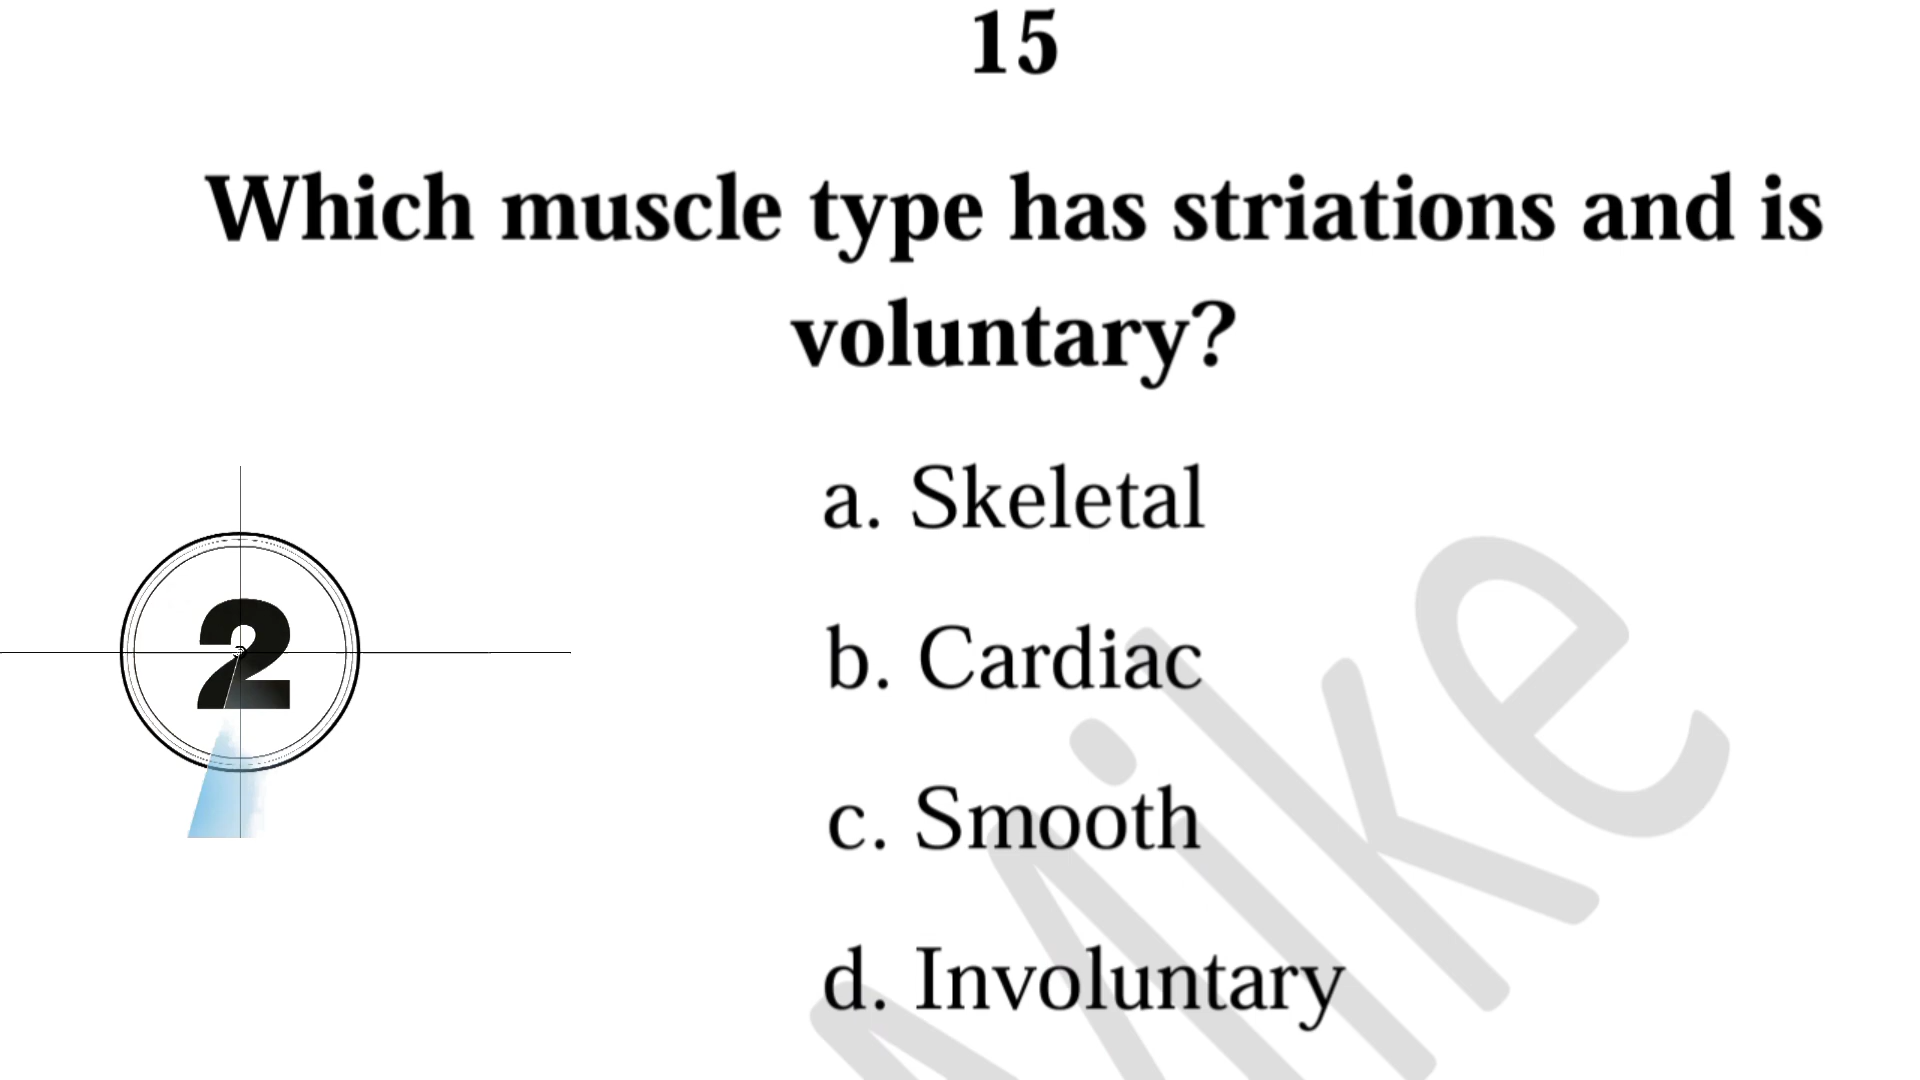 15
Which muscle type has striations and is
voluntary?
a. Skeletal
2
b. Cardiac
c. Smooth
d. Involuntary
Mike